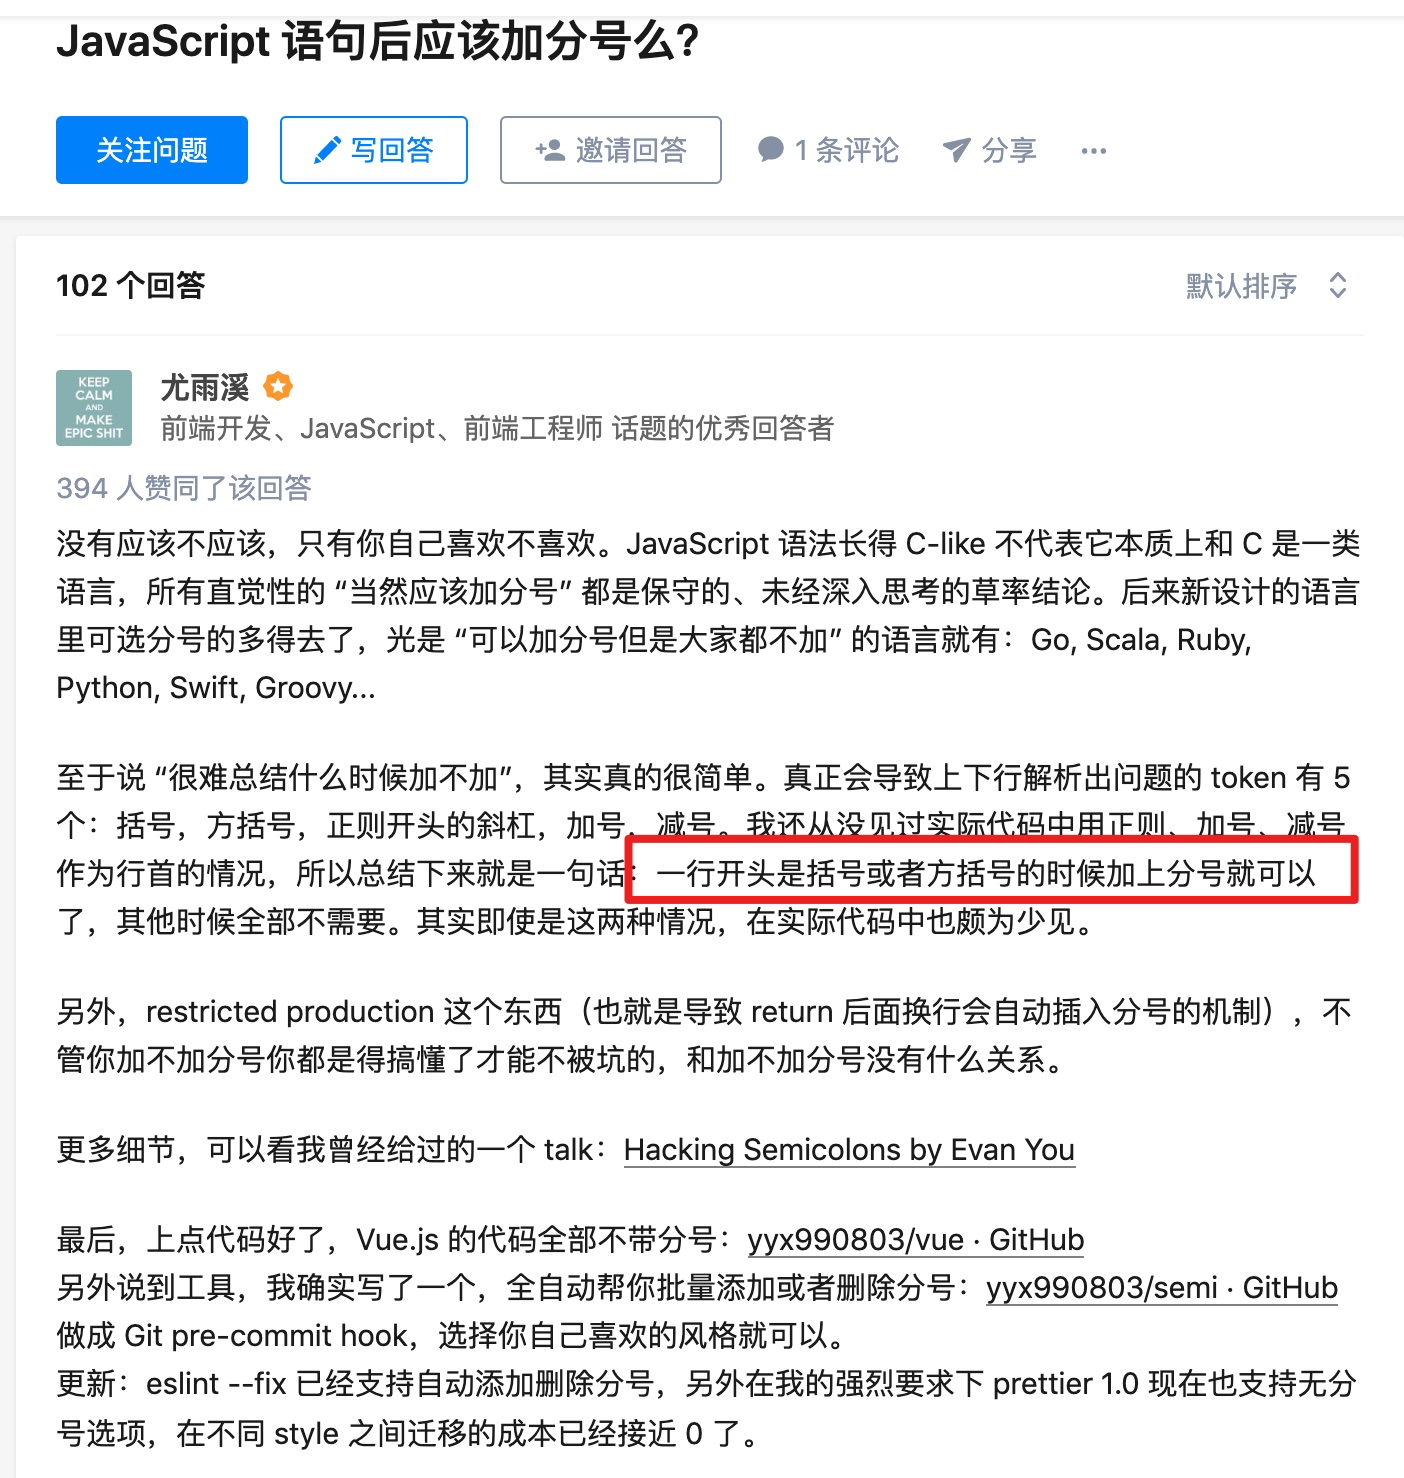 JavaScript 语句后应该加分号么?
关注问题
写回答
邀请回答
1 条评论
分享
102 个回答
默认排序
KEEP
CALM
AND
MAKE
EPIC SHIT
尤雨溪
前端开发、JavaScript、前端工程师 话题的优秀回答者
394 人赞同了该回答
没有应该不应该，只有你自己喜欢不喜欢。JavaScript 语法长得 C-like 不代表它本质上和 C 是一类
语言，所有直觉性的 “当然应该加分号” 都是保守的、未经深入思考的草率结论。后来新设计的语言
里可选分号的多得去了，光是 “可以加分号但是大家都不加” 的语言就有：Go, Scala, Ruby,
Python, Swift, Groovy...
至于说 “很难总结什么时候加不加”，其实真的很简单。真正会导致上下行解析出问题的 token 有 5
个：括号，方括号，正则开头的斜杠，加号，减号。我还从没见过实际代码中用正则、加号、减号
作为行首的情况，所以总结下来就是一句话：一行开头是括号或者方括号的时候加上分号就可以
了，其他时候全部不需要。其实即使是这两种情况，在实际代码中也颇为少见。
另外，restricted production 这个东西（也就是导致 return 后面换行会自动插入分号的机制），不
管你加不加分号你都是得搞懂了才能不被坑的，和加不加分号没有什么关系。
更多细节，可以看我曾经给过的一个 talk：Hacking Semicolons by Evan You
最后，上点代码好了，Vue.js 的代码全部不带分号：yyx990803/vue · GitHub
另外说到工具，我确实写了一个，全自动帮你批量添加或者删除分号：yyx990803/semi · GitHub
做成 Git pre-commit hook，选择你自己喜欢的风格就可以。
更新：eslint --fix 已经支持自动添加删除分号，另外在我的强烈要求下 prettier 1.0 现在也支持无分
号选项，在不同 style 之间迁移的成本已经接近 0 了。